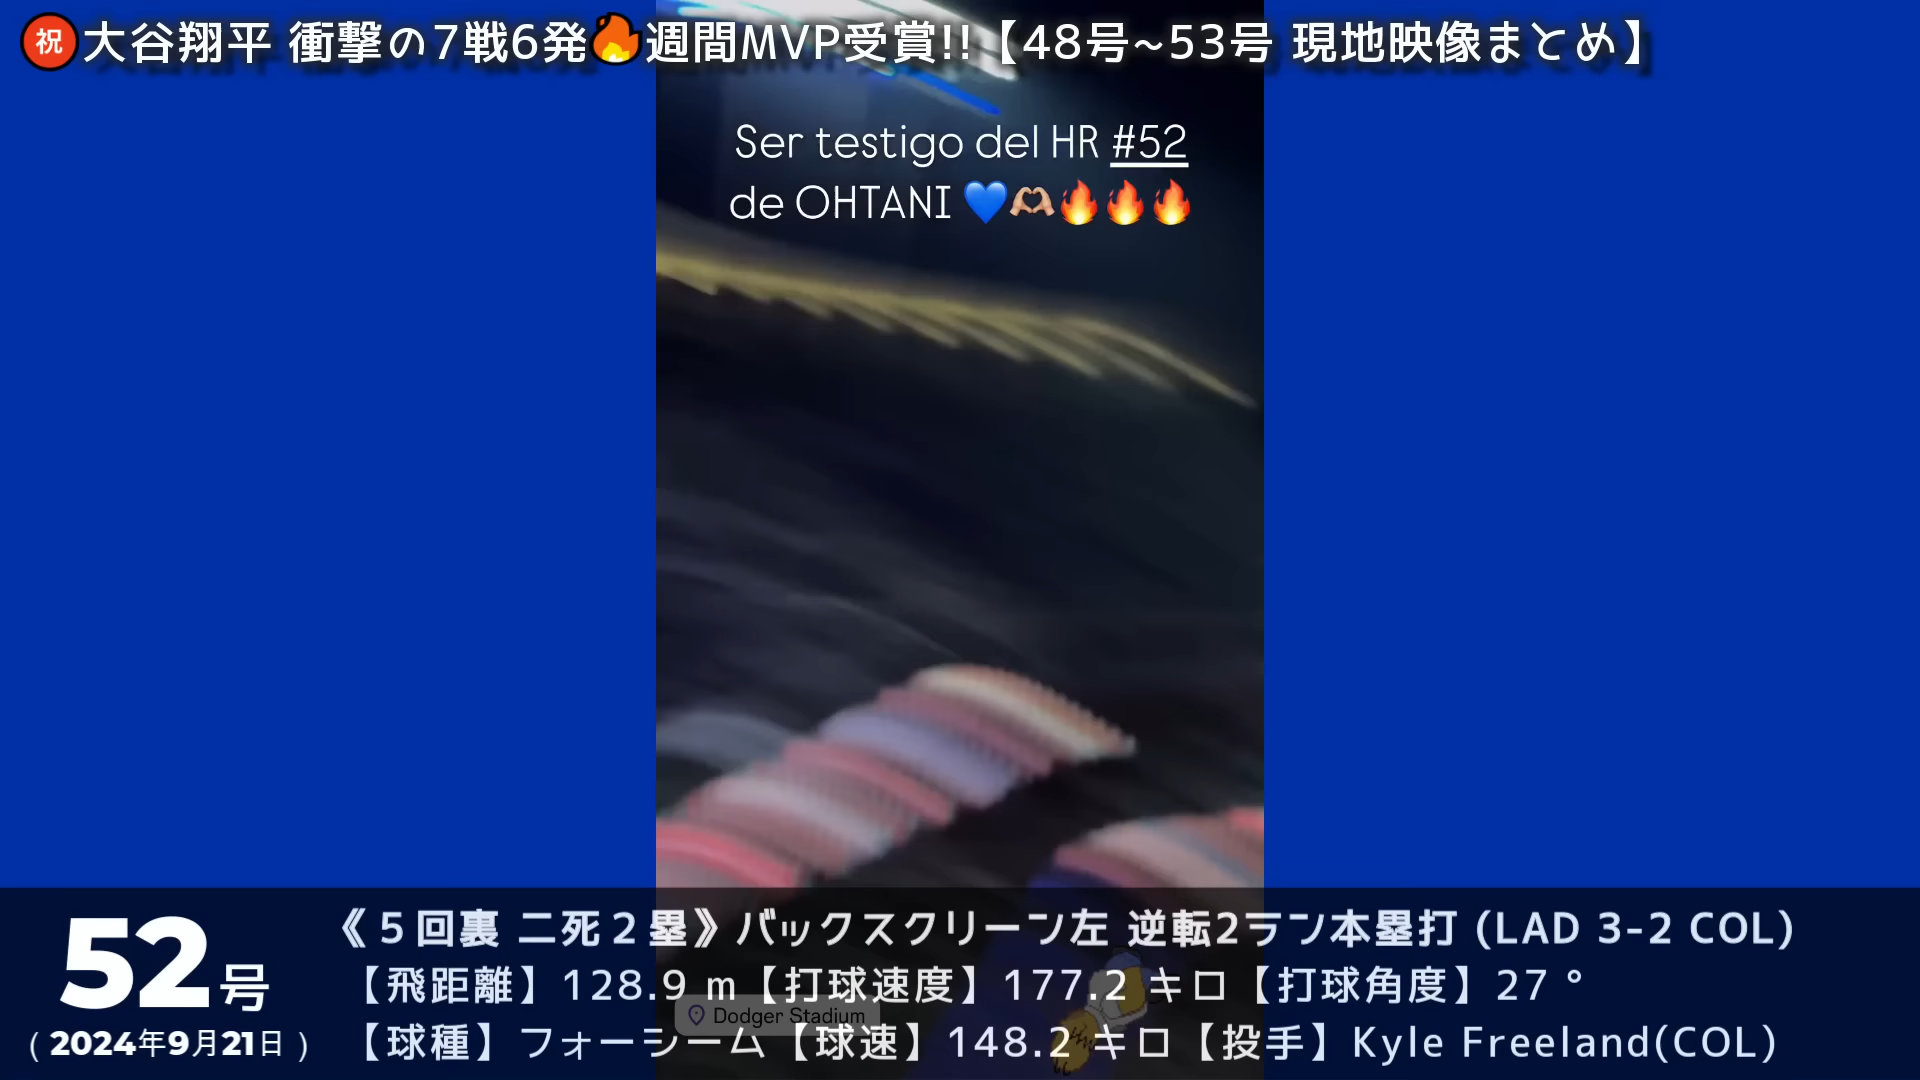 祝 大谷翔平 衝撃の7戦6発🔥週間MVP受賞!!【48号~53号 現地映像まとめ】
Ser testigo del HR #52
de OHTANI 💙🫶🏼🔥🔥🔥
52号
(2024年9月21日)
《5回裏 二死2塁》バックスクリーン左 逆転2ラン本塁打 (LAD 3-2 COL)
【飛距離】128.9 m【打球速度】177.2 キロ【打球角度】27 °
Dodger Stadium
【球種】フォーシーム【球速】148.2 キロ【投手】Kyle Freeland(COL)